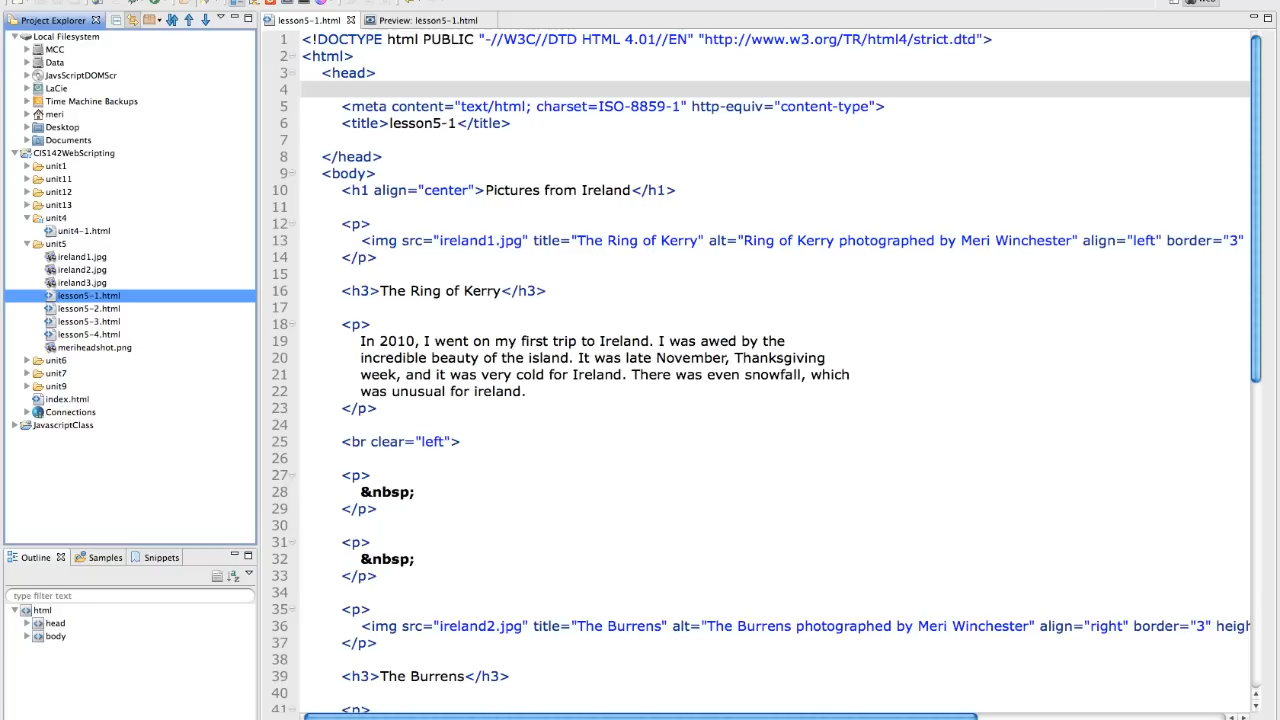 Project Explorer
Local Filesystem
MCC
Data
JavsScriptDOMScr
LaCie
Time Machine Backups
meri
Desktop
Documents
CIS142WebScripting
unit1
unit11
unit12
unit13
unit4
unit4-1.html
unit5
ireland1.jpg
ireland2.jpg
ireland3.jpg
lesson5-1.html
lesson5-2.html
lesson5-3.html
lesson5-4.html
meriheadshot.png
unit6
unit7
unit9
index.html
Connections
JavascriptClass
Outline Samples Snippets
type filter text
html
head
body
lesson5-1.html Preview: lesson5-1.html
1 <!DOCTYPE html PUBLIC "-//W3C//DTD HTML 4.01//EN" "http://www.w3.org/TR/html4/strict.dtd">
2 <html>
3 <head>
4
5 <meta content="text/html; charset=ISO-8859-1" http-equiv="content-type">
6 <title>lesson5-1</title>
7
8 </head>
9 <body>
10 <h1 align="center">Pictures from Ireland</h1>
11
12 <p>
13 <img src="ireland1.jpg" title="The Ring of Kerry" alt="Ring of Kerry photographed by Meri Winchester" align="left" border="3"
14 </p>
15
16 <h3>The Ring of Kerry</h3>
17
18 <p>
19 In 2010, I went on my first trip to Ireland. I was awed by the
20 incredible beauty of the island. It was late November, Thanksgiving
21 week, and it was very cold for Ireland. There was even snowfall, which
22 was unusual for ireland.
23 </p>
24
25 <br clear="left">
26
27 <p>
28 &nbsp;
29 </p>
30
31 <p>
32 &nbsp;
33 </p>
34
35 <p>
36 <img src="ireland2.jpg" title="The Burrens" alt="The Burrens photographed by Meri Winchester" align="right" border="3" heigh
37 </p>
38
39 <h3>The Burrens</h3>
40
41 <p>